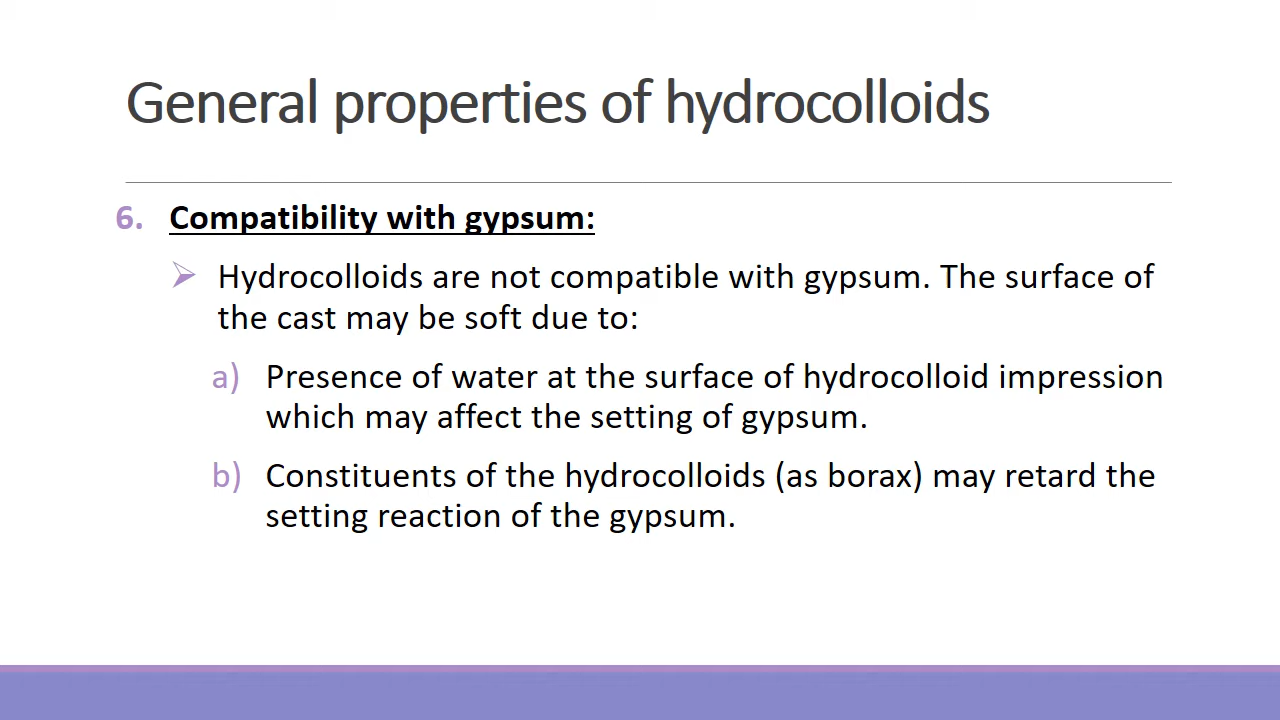 General properties of hydrocolloids
6. Compatibility with gypsum:
Hydrocolloids are not compatible with gypsum. The surface of
the cast may be soft due to:
a) Presence of water at the surface of hydrocolloid impression
which may affect the setting of gypsum.
b) Constituents of the hydrocolloids (as borax) may retard the
setting reaction of the gypsum.